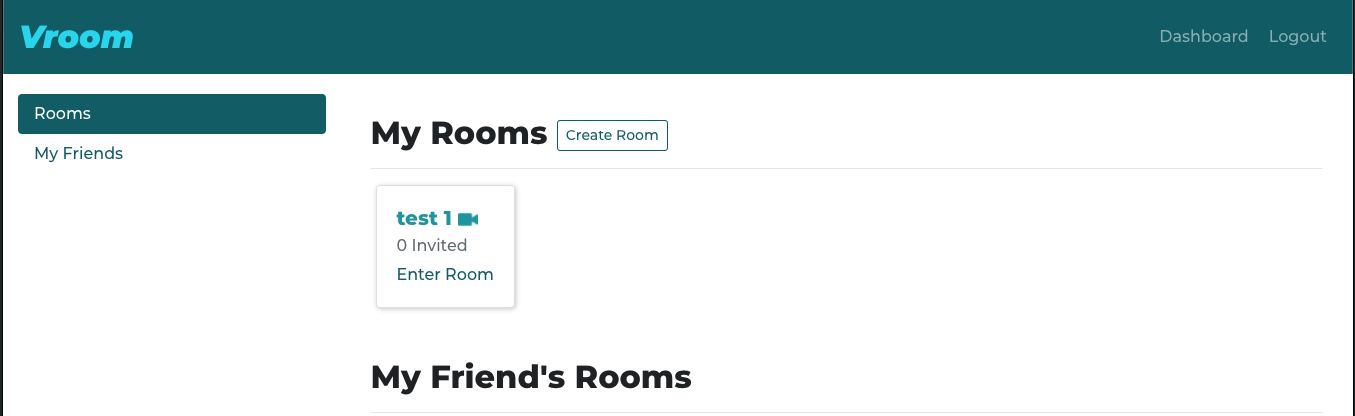 Vroom
Dashboard Logout
Rooms
My Friends
My Rooms Create Room
test 1
0 Invited
Enter Room
My Friend's Rooms